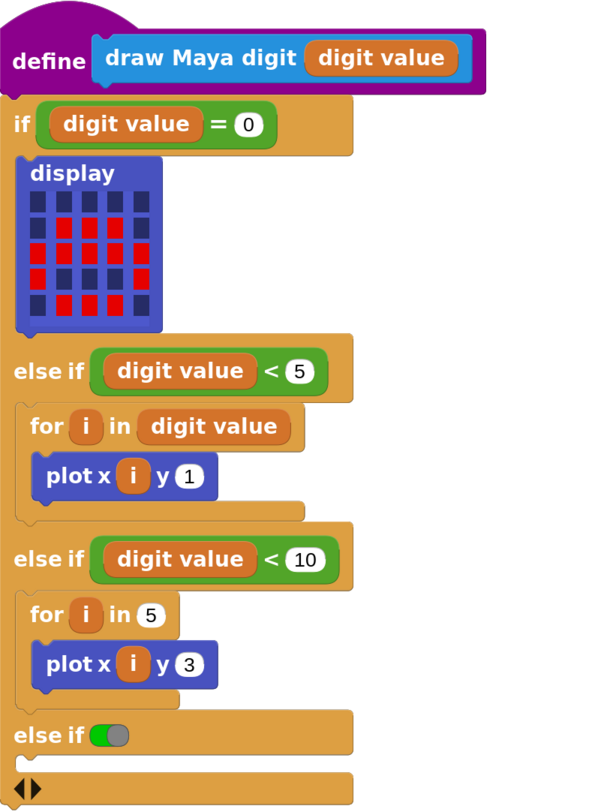 define draw Maya digit digit value
if digit value = 0
display
else if digit value < 5
for i in digit value
plot x i y 1
else if digit value < 10
for i in 5
plot x i y 3
else if